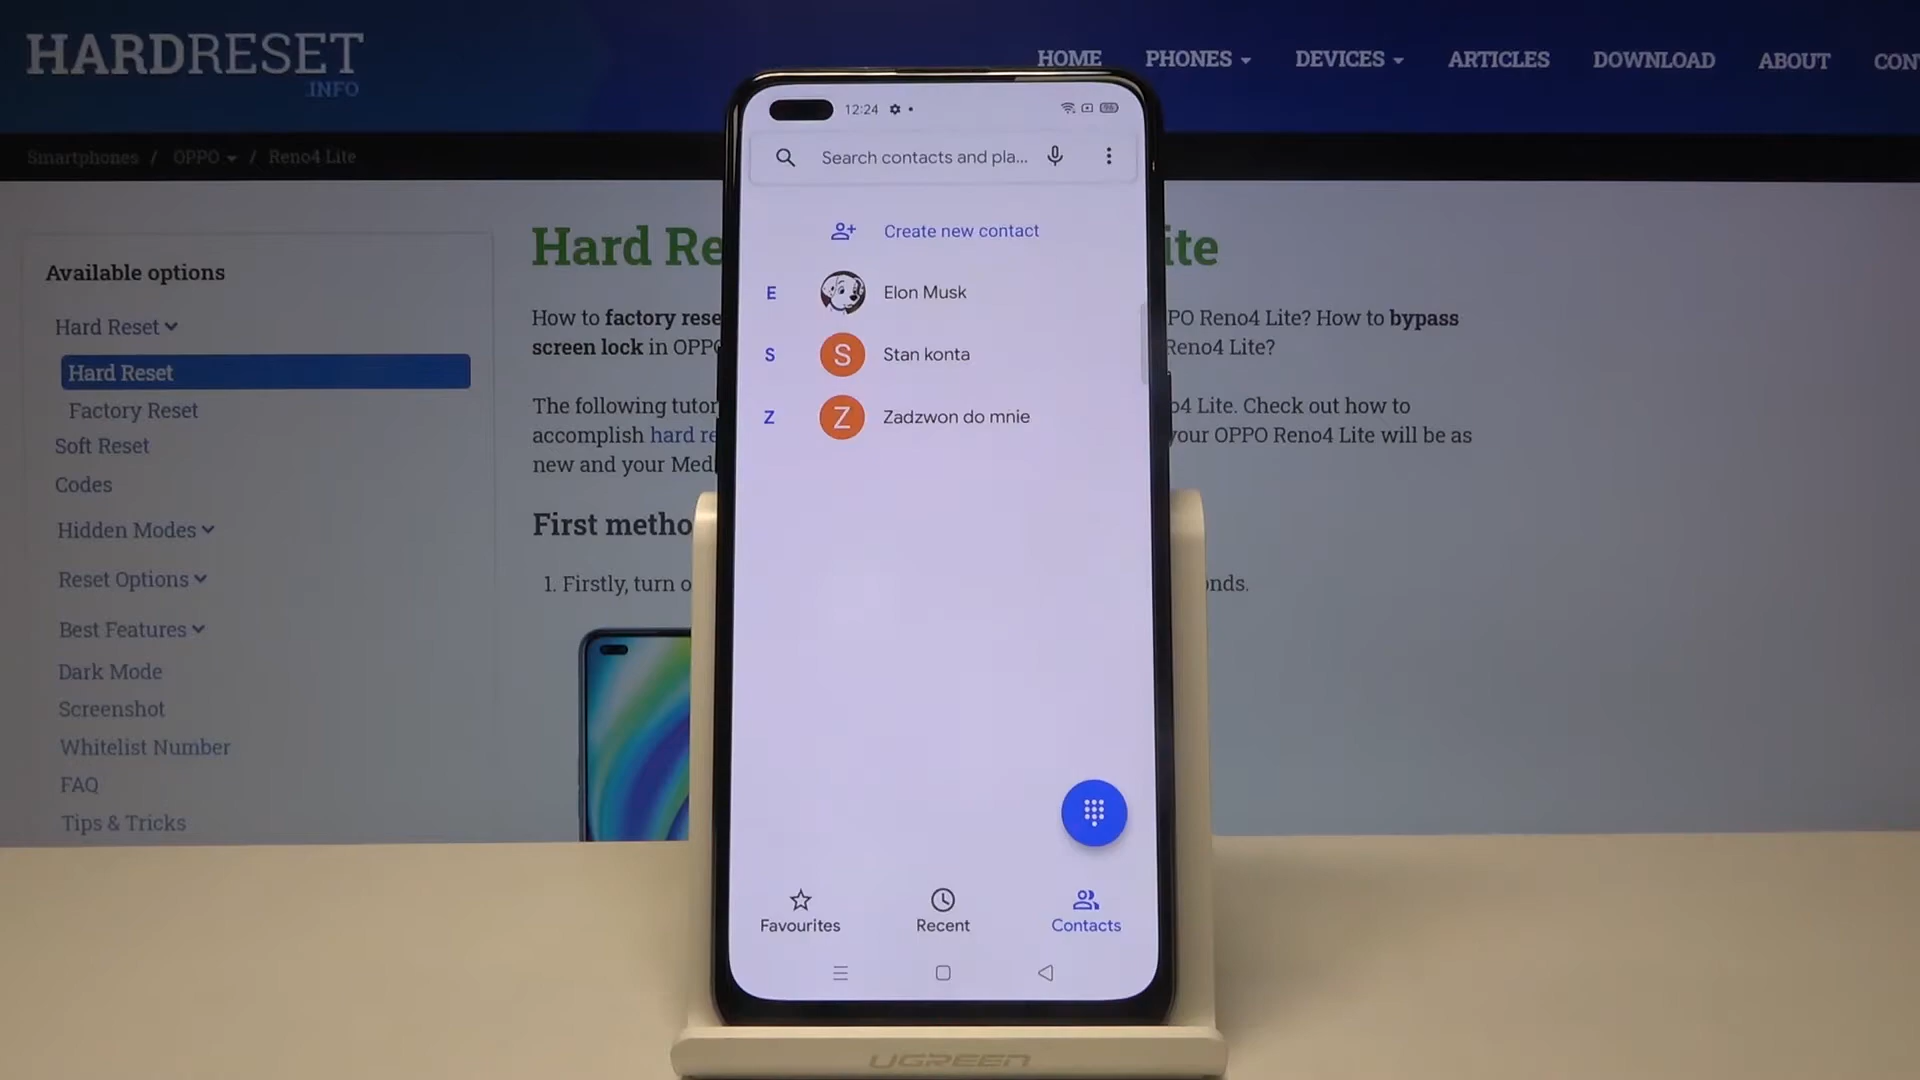 HARDRESET
.INFO
HOME PHONES DEVICES ARTICLES DOWNLOAD ABOUT CON
Smartphones / OPPO / Reno4 Lite
12:24
96
Search contacts and pla...
Create new contact
E Elon Musk
S S Stan konta
Z Z Zadzwon do mnie
Favourites Recent Contacts
Available options
Hard Reset
Hard Reset
Factory Reset
Soft Reset
Codes
Hidden Modes
Reset Options
Best Features
Dark Mode
Screenshot
Whitelist Number
FAQ
Tips & Tricks
Hard Re ite
How to factory rese PO Reno4 Lite? How to bypass
screen lock in OPPO Reno4 Lite?
The following tutor o4 Lite. Check out how to
accomplish hard re your OPPO Reno4 Lite will be as
new and your Med
First metho
1. Firstly, turn o nds.
UGREEN